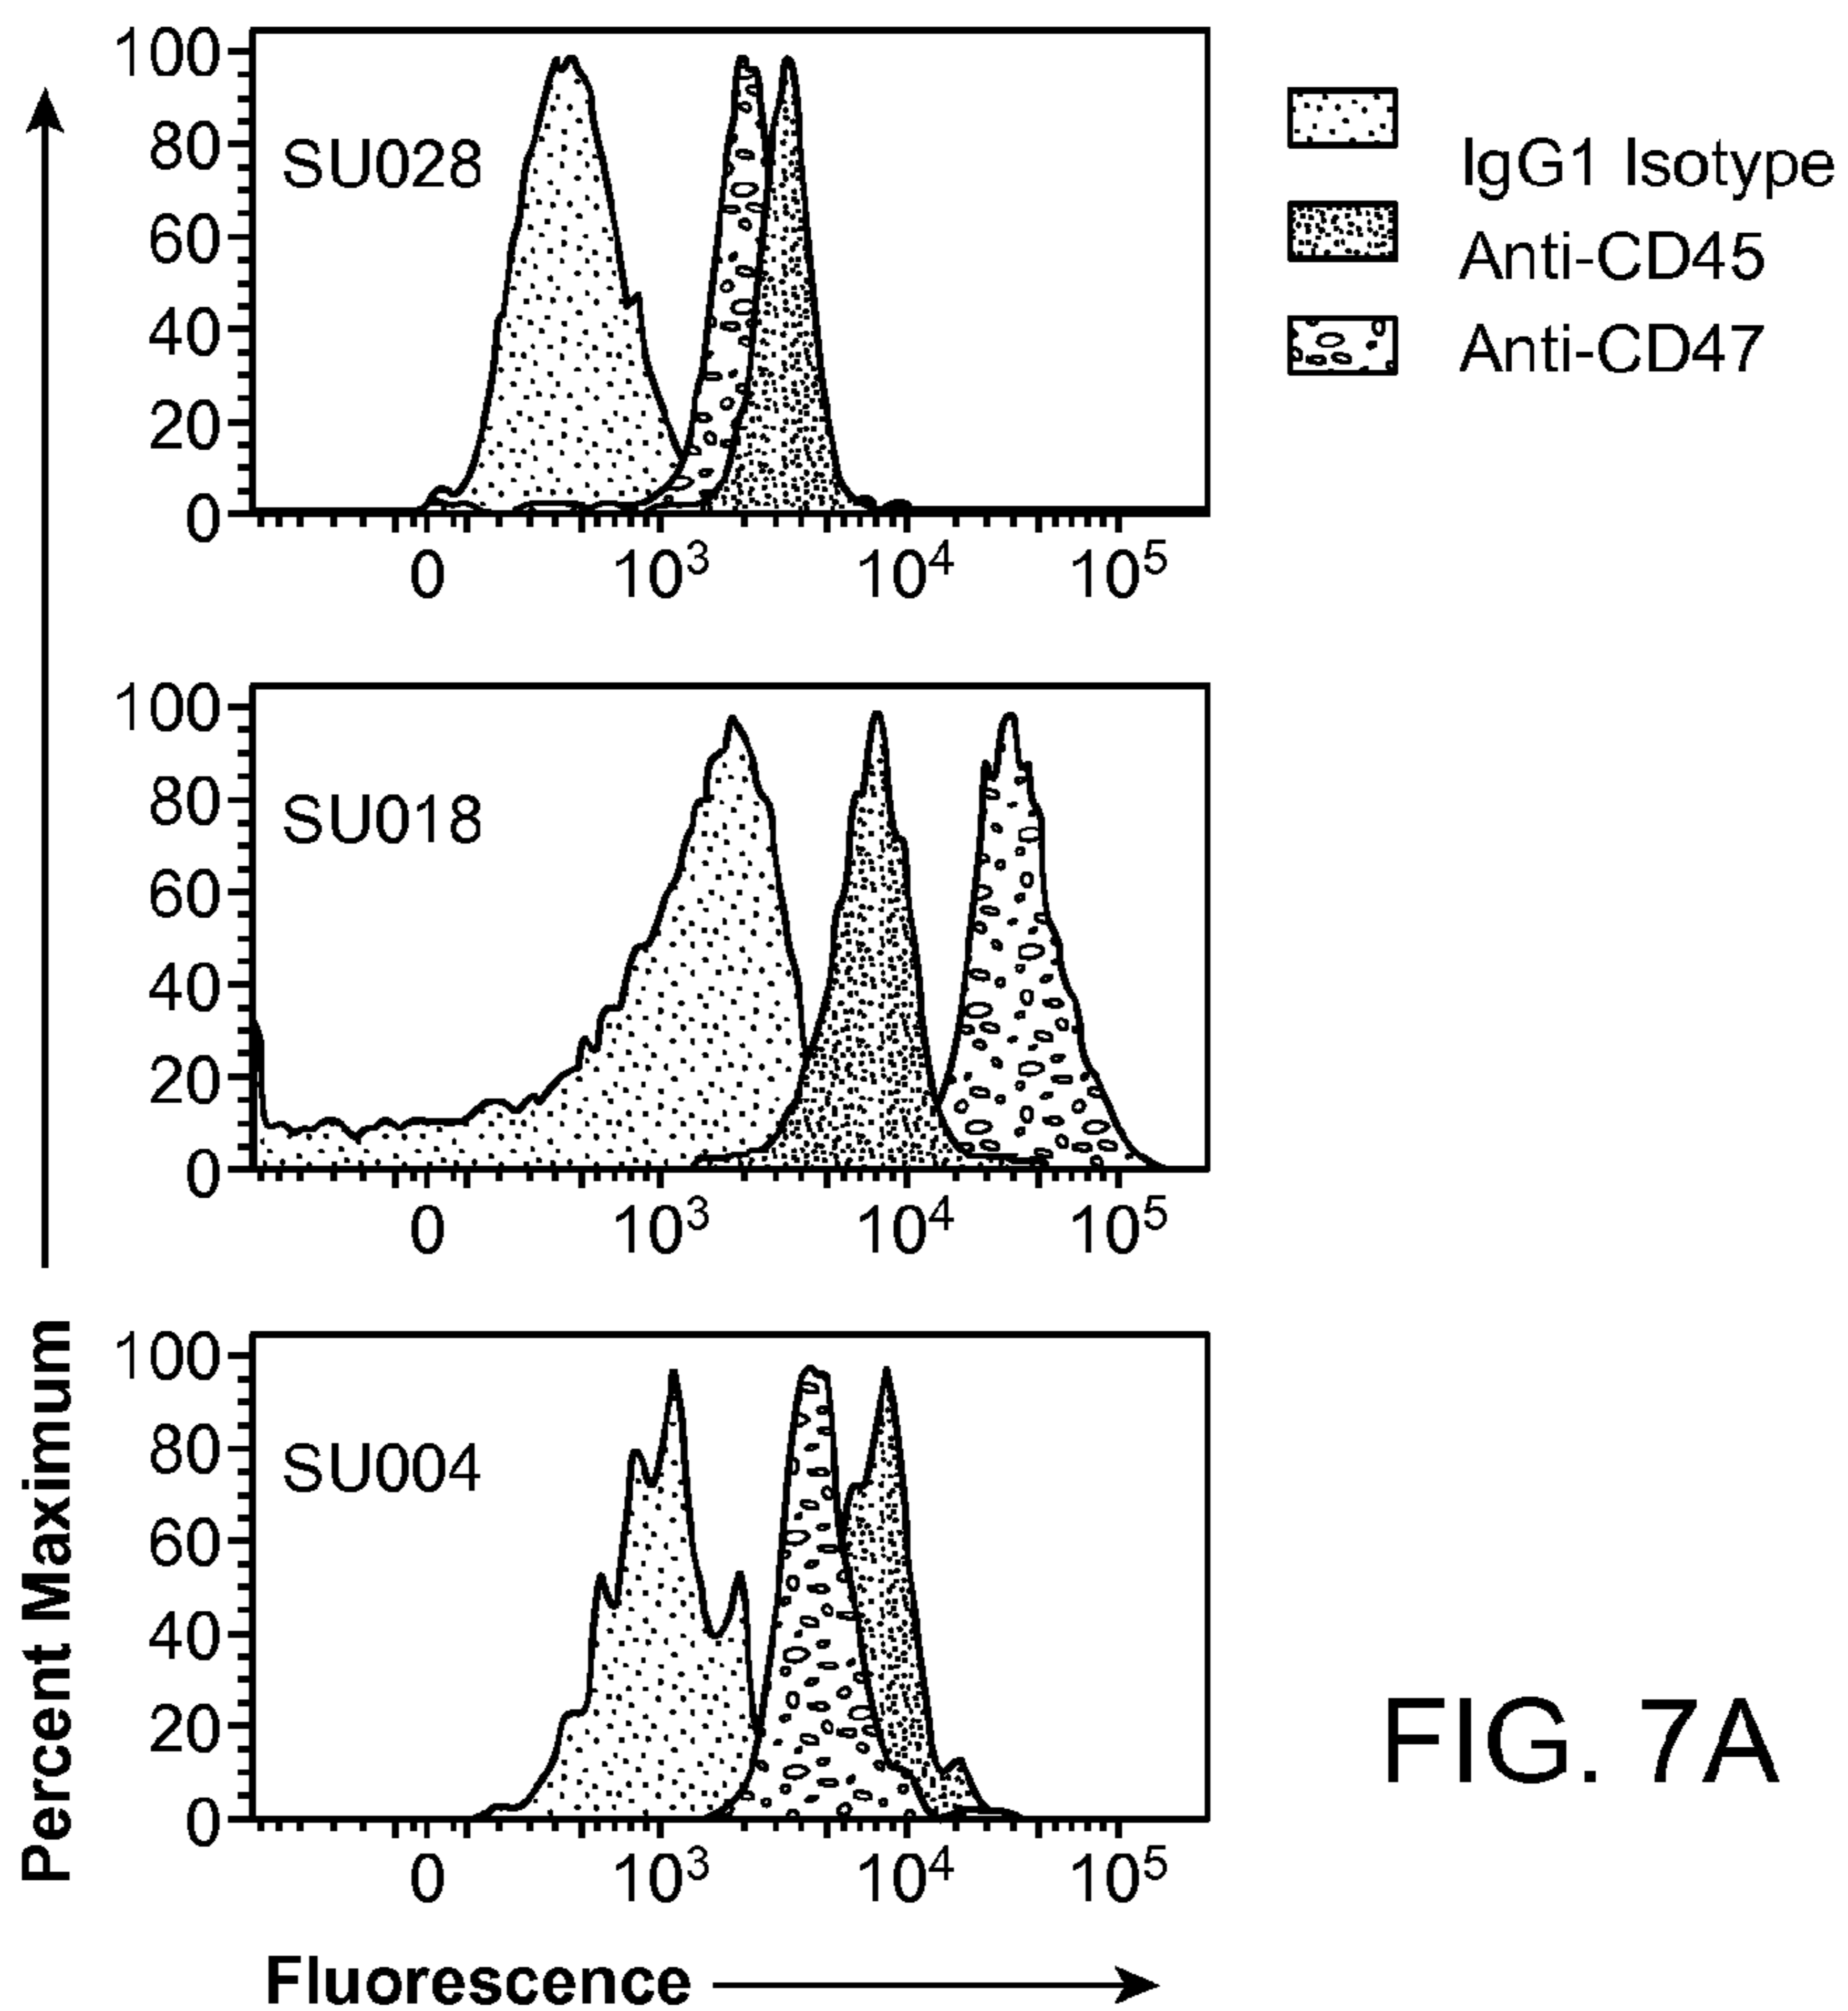 100
80
60
40
20
0
SU028
0 10³ 10⁴ 10⁵
IgG1 Isotype
Anti-CD45
Anti-CD47
100
80
60
40
20
0
SU018
0 10³ 10⁴ 10⁵
100
80
60
40
20
0
SU004
0 10³ 10⁴ 10⁵
Percent Maximum
Fluorescence
FIG. 7A